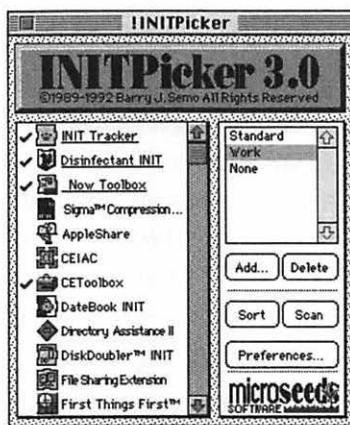 !INITPicker
INITPicker 3.0
©1989-1992 Barry J. Semo All Rights Reserved
INIT Tracker
Disinfectant INIT
_Now Toolbox
Sigma™ Compression...
AppleShare
CEIAC
CEToolbox
DateBook INIT
Directory Assistance II
DiskDoubler™ INIT
File Sharing Extension
First Things First™
Standard
Work
None
Add... Delete
Sort Scan
Preferences...
microseeds
SOFTWARE